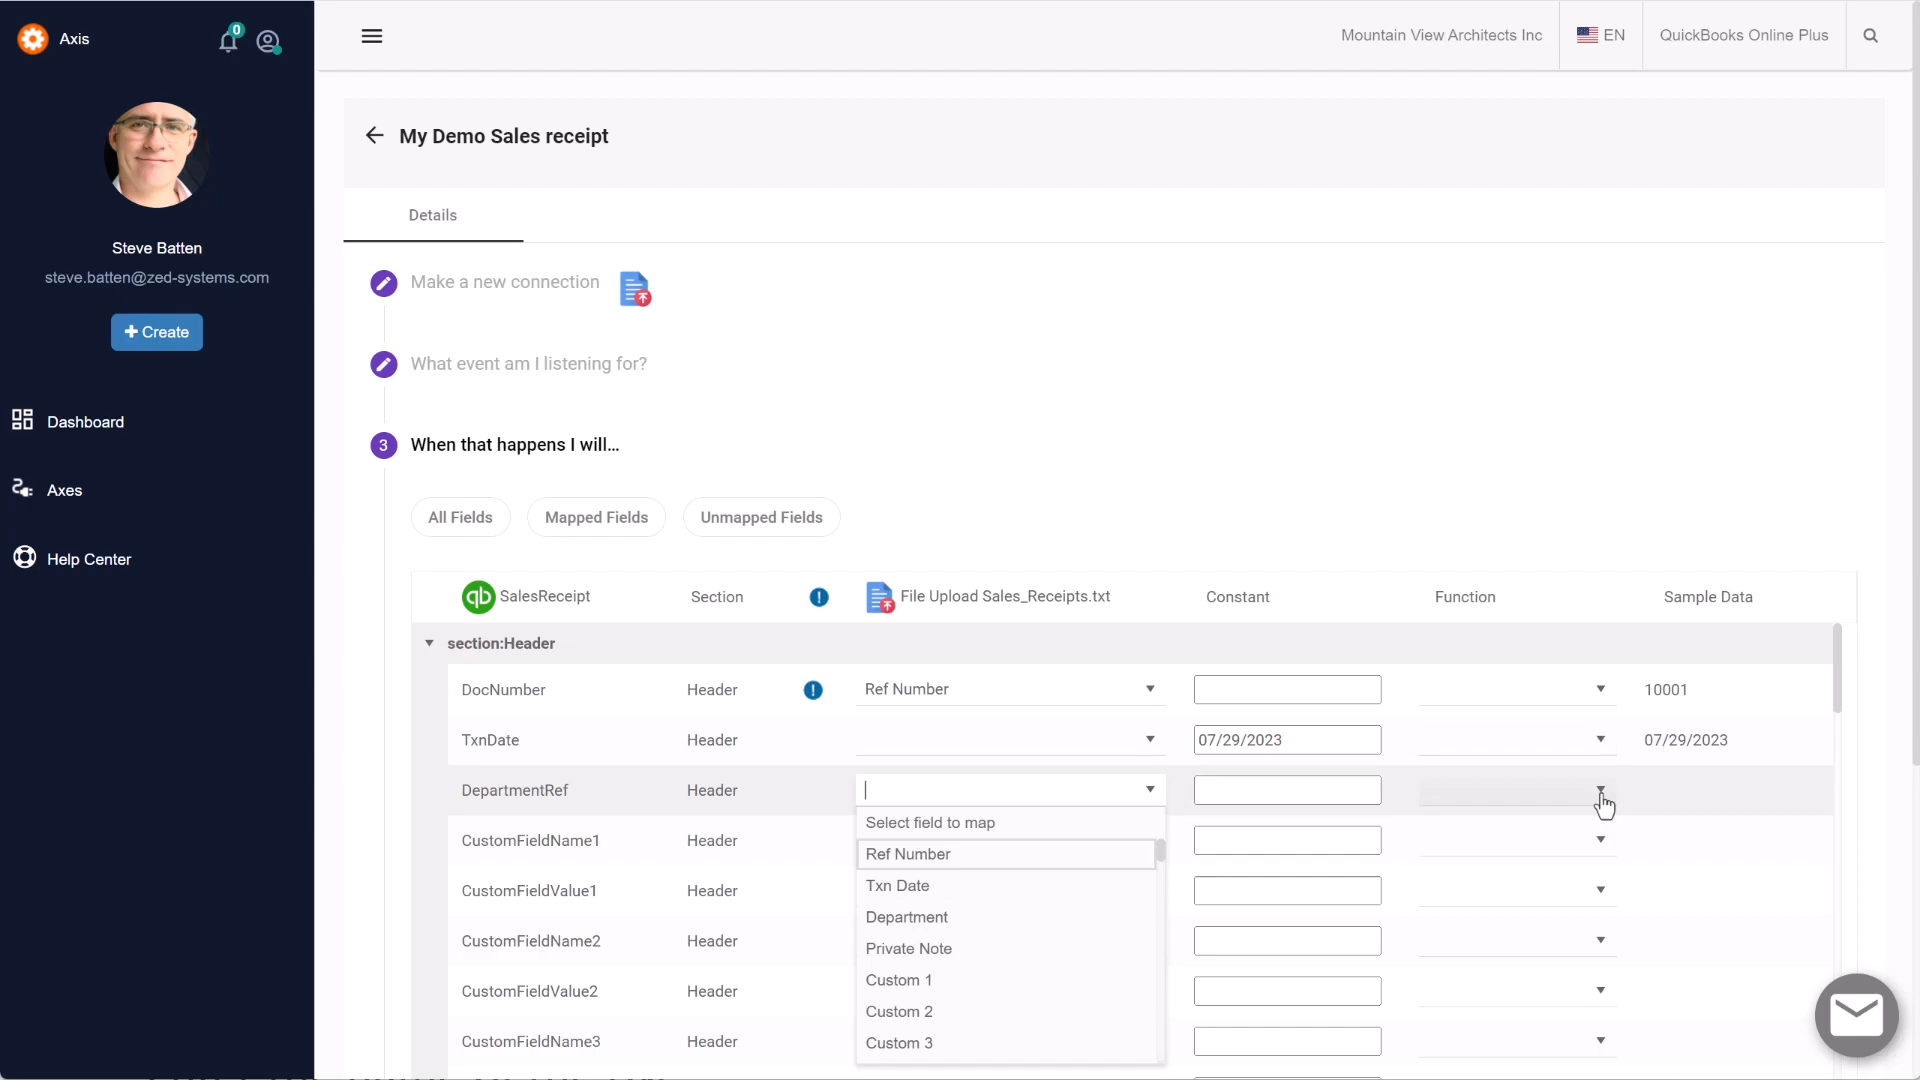 Axis
0
Steve Batten
steve.batten@zed-systems.com
+ Create
Dashboard
Axes
Help Center
Mountain View Architects Inc
EN
QuickBooks Online Plus
My Demo Sales receipt
Details
Make a new connection
What event am I listening for?
3 When that happens I will...
All Fields Mapped Fields Unmapped Fields
qb SalesReceipt Section ! File Upload Sales_Receipts.txt Constant Function Sample Data
section:Header
DocNumber Header ! Ref Number 10001
TxnDate Header 07/29/2023 07/29/2023
DepartmentRef Header
Select field to map
CustomFieldName1 Header Ref Number
Txn Date
CustomFieldValue1 Header
Department
CustomFieldName2 Header Private Note
Custom 1
CustomFieldValue2 Header
Custom 2
CustomFieldName3 Header Custom 3